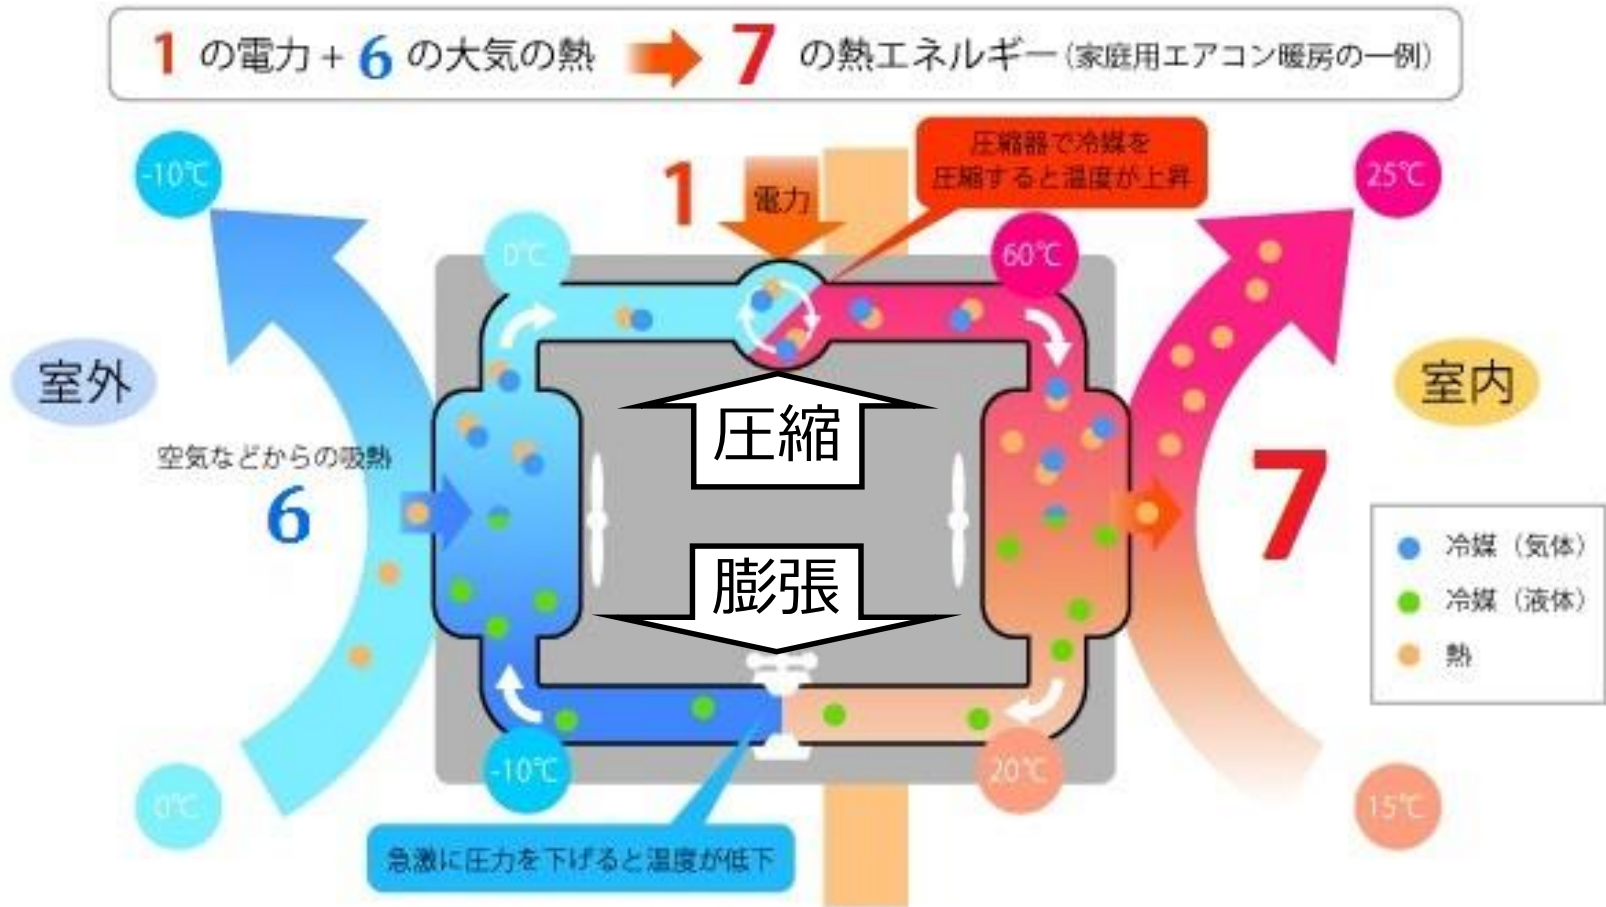 1 の電力 + 6 の大気の熱 7 の熱エネルギー(家庭用エアコン暖房の一例)
圧縮器で冷媒を
圧縮すると温度が上昇
-10℃
1
電力
25℃
0℃
60℃
室外
室内
圧縮
空気などからの吸熱
6
7
膨張
冷媒(気体)
冷媒(液体)
熱
-10℃
20℃
0℃
15℃
急激に圧力を下げると温度が低下